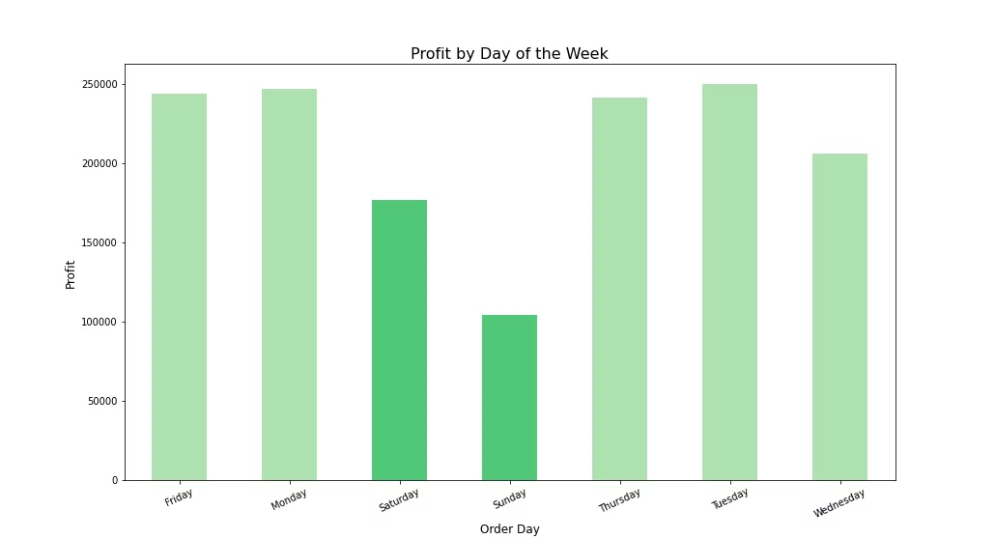 Profit by Day of the Week
250000
200000
150000
100000
50000
0
Profit
Friday
Monday
Saturday
Sunday
Thursday
Tuesday
Wednesday
Order Day